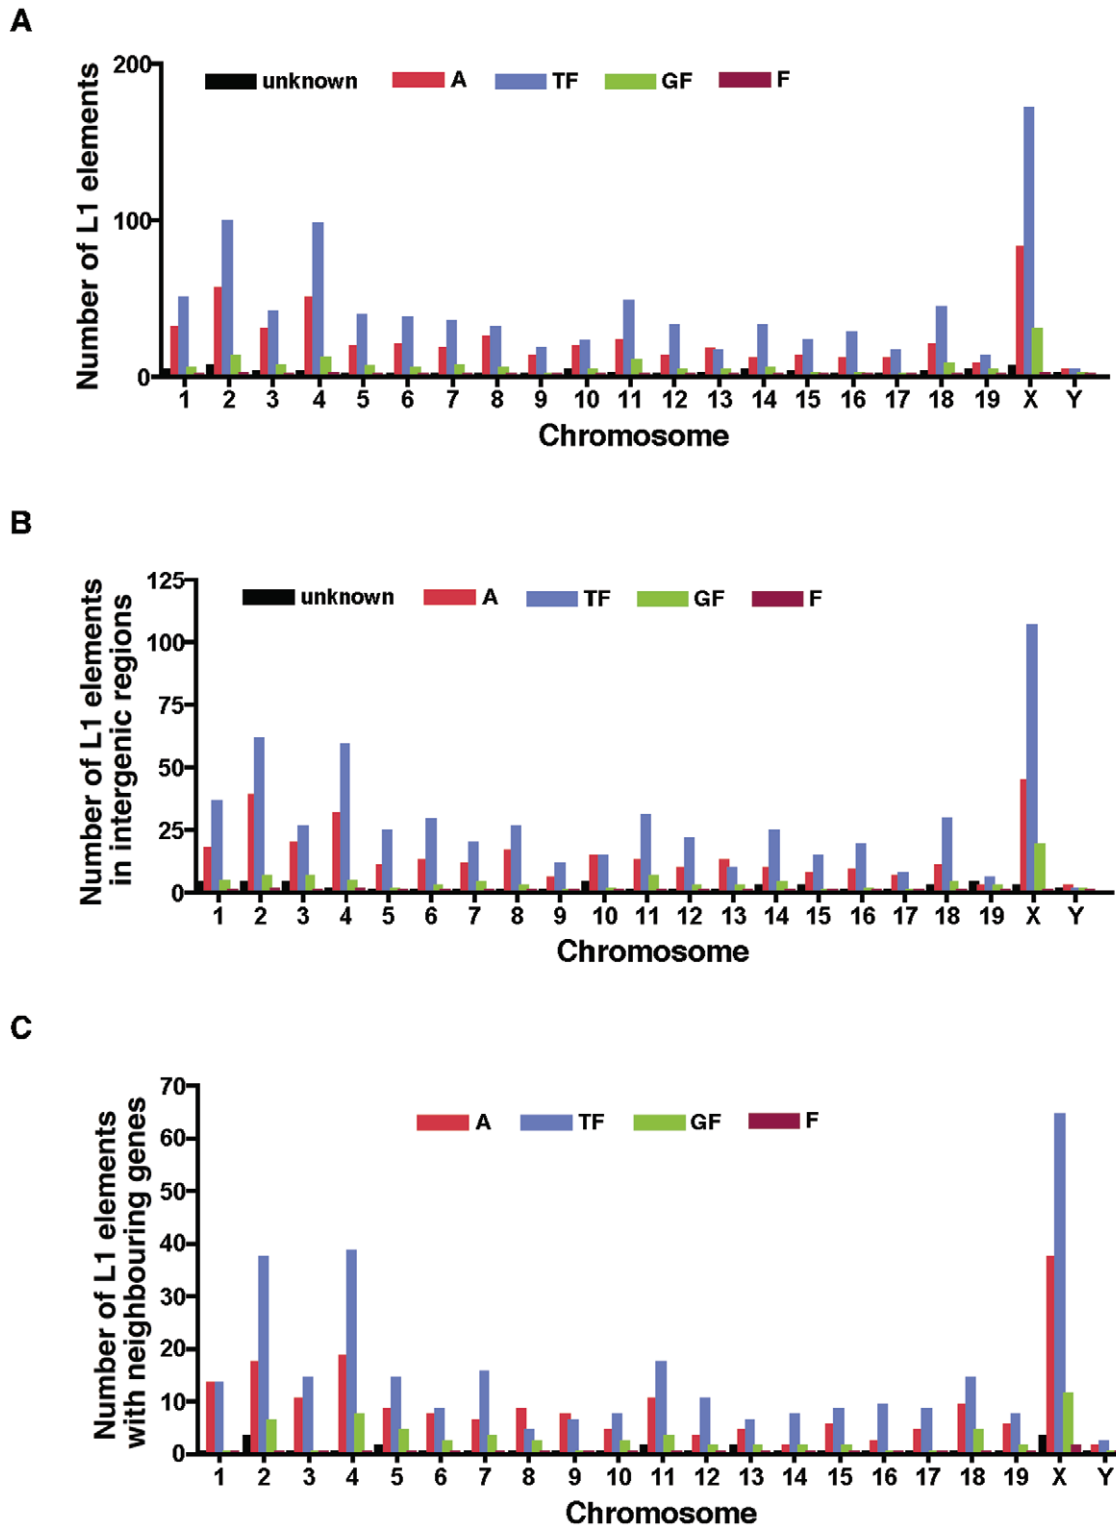 A
Number of L1 elements
200
100
0
unknown A TF GF F
1 2 3 4 5 6 7 8 9 10 11 12 13 14 15 16 17 18 19 X Y
Chromosome
B
Number of L1 elements
in intergenic regions
125
100
75
50
25
0
unknown A TF GF F
1 2 3 4 5 6 7 8 9 10 11 12 13 14 15 16 17 18 19 X Y
Chromosome
C
Number of L1 elements
with neighbouring genes
70
60
50
40
30
20
10
0
A TF GF F
1 2 3 4 5 6 7 8 9 10 11 12 13 14 15 16 17 18 19 X Y
Chromosome